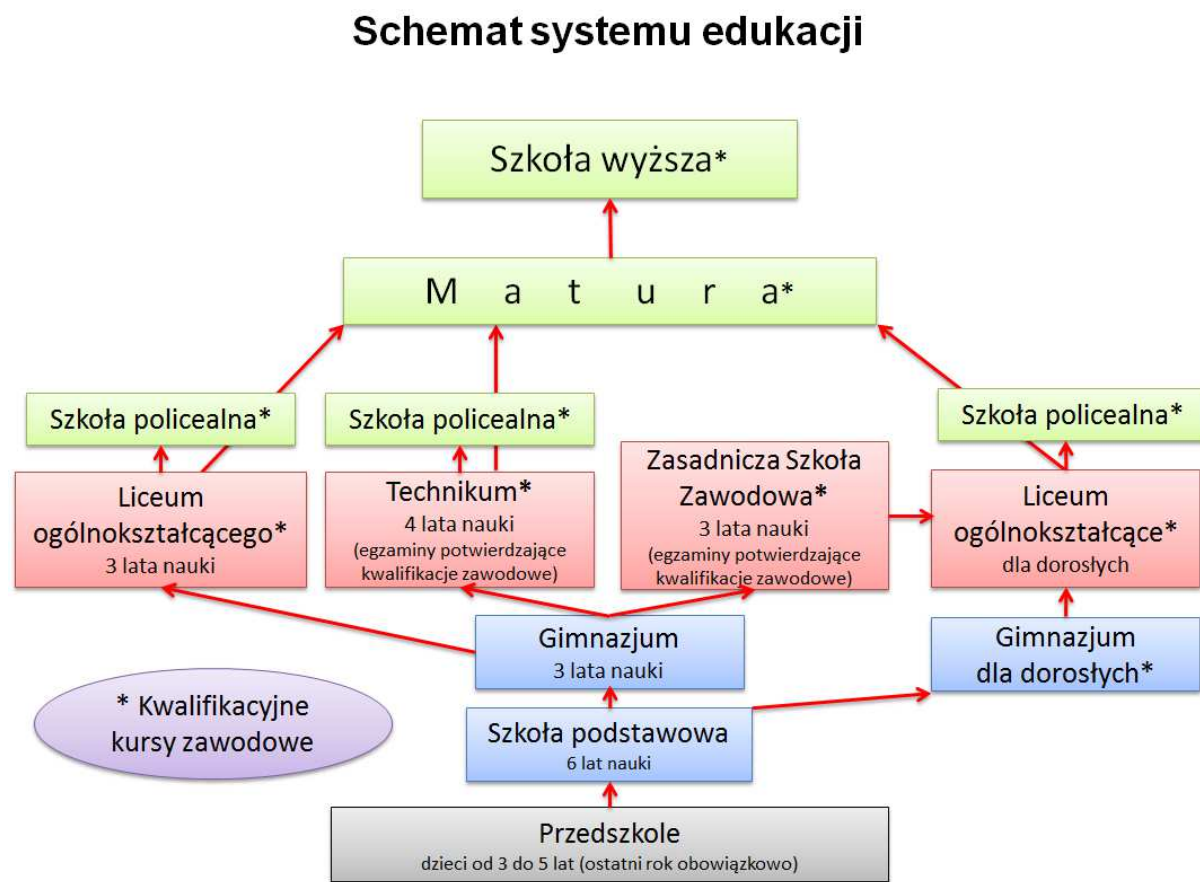 Schemat systemu edukacji
Szkoła wyższa*
M a t u r a*
Szkoła policealna*
Szkoła policealna*
Szkoła policealna*
Liceum
ogólnokształcącego*
3 lata nauki
Technikum*
4 lata nauki
(egzaminy potwierdzające
kwalifikacje zawodowe)
Zasadnicza Szkoła
Zawodowa*
3 lata nauki
(egzaminy potwierdzające
kwalifikacje zawodowe)
Liceum
ogólnokształcące*
dla dorosłych
Gimnazjum
3 lata nauki
Gimnazjum
dla dorosłych*
* Kwalifikacyjne
kursy zawodowe
Szkoła podstawowa
6 lat nauki
Przedszkole
dzieci od 3 do 5 lat (ostatni rok obowiązkowo)